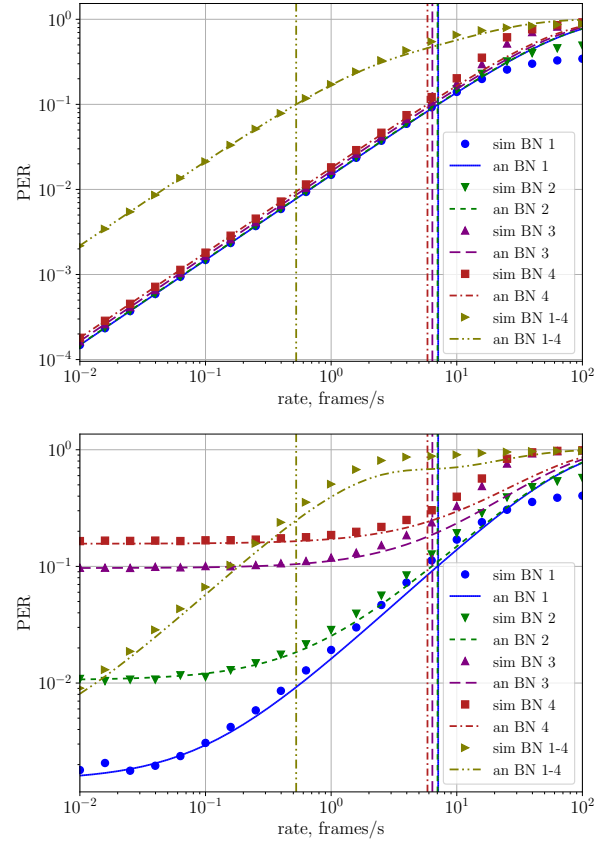 10⁰
10⁻¹
10⁻²
10⁻³
10⁻⁴
PER
sim BN 1
an BN 1
sim BN 2
an BN 2
sim BN 3
an BN 3
sim BN 4
an BN 4
sim BN 1-4
an BN 1-4
10⁻² 10⁻¹ 10⁰ 10¹ 10²
rate, frames/s
10⁰
10⁻¹
10⁻²
PER
sim BN 1
an BN 1
sim BN 2
an BN 2
sim BN 3
an BN 3
sim BN 4
an BN 4
sim BN 1-4
an BN 1-4
10⁻² 10⁻¹ 10⁰ 10¹ 10²
rate, frames/s